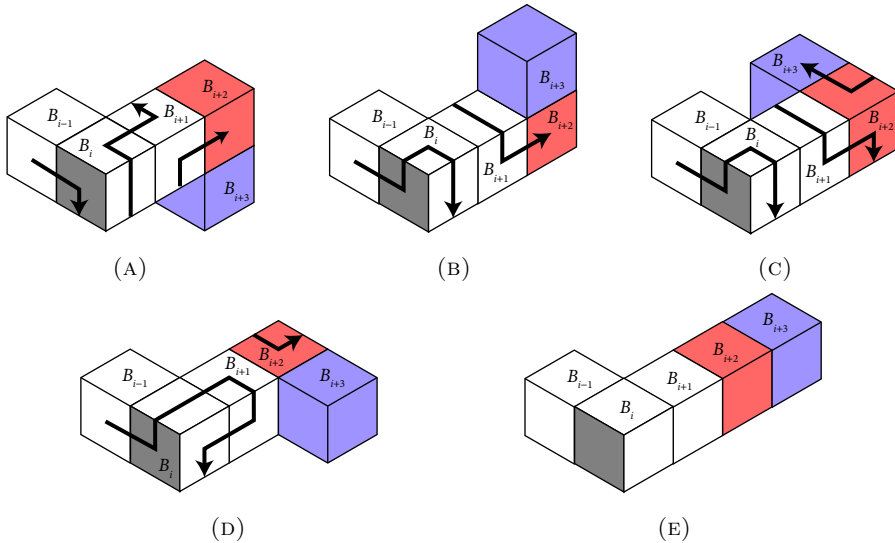 B_{i-1}
B_i
B_{i+1}
B_{i+2}
B_{i+3}
(A)
B_{i-1}
B_i
B_{i+1}
B_{i+2}
B_{i+3}
(B)
B_{i-1}
B_i
B_{i+1}
B_{i+2}
B_{i+3}
(C)
B_{i-1}
B_i
B_{i+1}
B_{i+2}
B_{i+3}
(D)
B_{i-1}
B_i
B_{i+1}
B_{i+2}
B_{i+3}
(E)